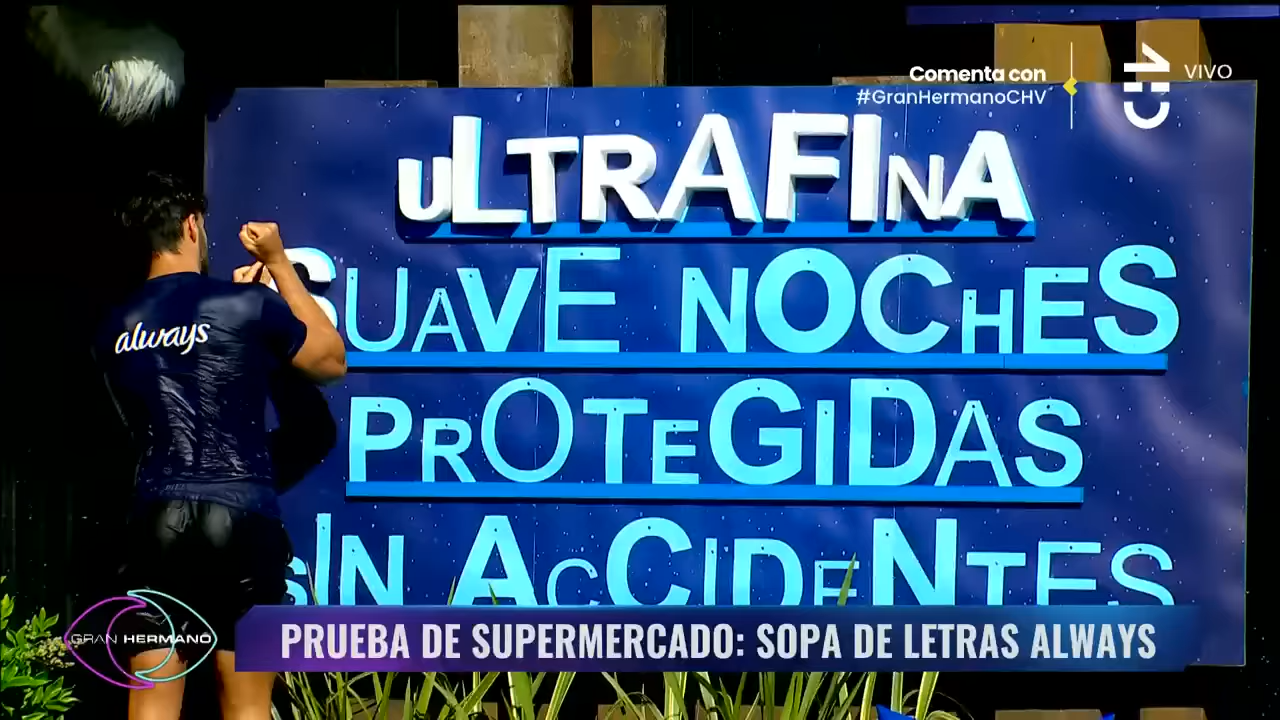 Comenta con
#GranHermanoCHV
CHV VIVO
ULTRAFINA
SUAVE NOCHES
PROTEGIDAS
SIN ACCIDENTES
always
GRAN HERMANO
PRUEBA DE SUPERMERCADO: SOPA DE LETRAS ALWAYS